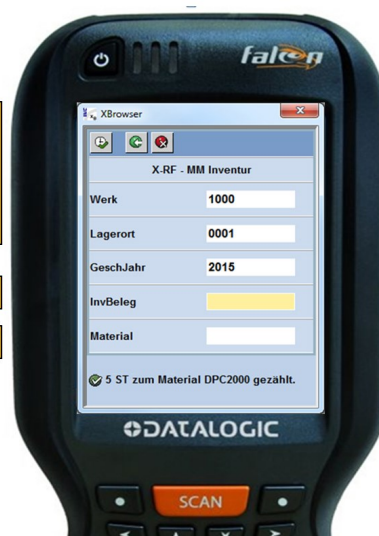 falcon
XBrowser
X-RF - MM Inventur
Werk 1000
Lagerort 0001
GeschJahr 2015
InvBeleg
Material
5 ST zum Material DPC2000 gezählt.
DATALOGIC
SCAN